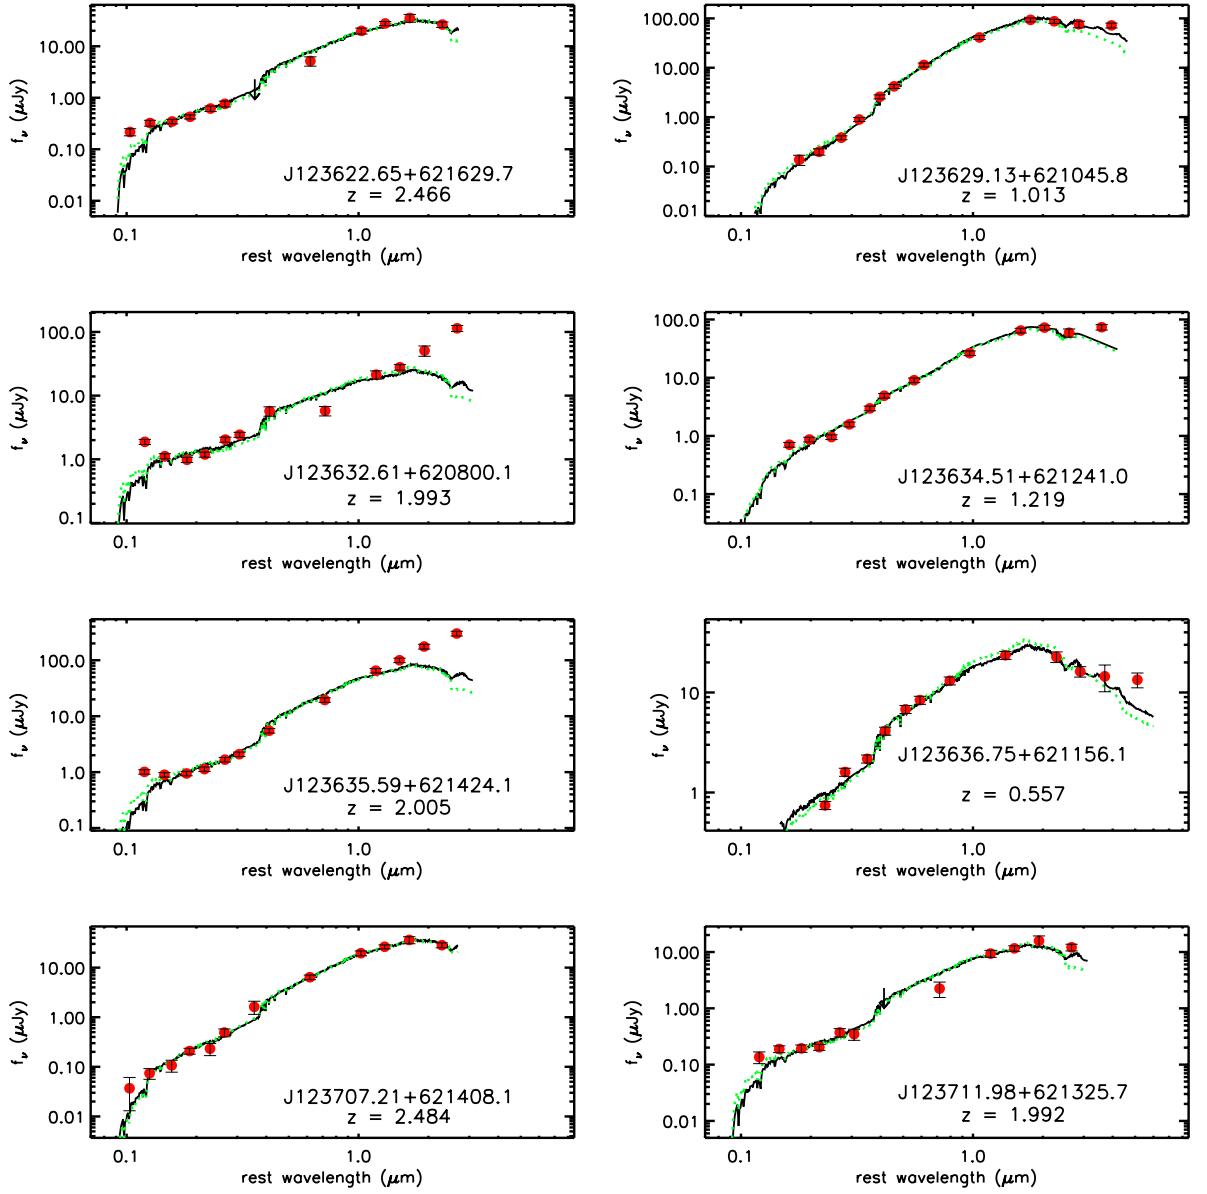 10.00
1.00
0.10
0.01
f_ν (μJy)
J123622.65+621629.7
z = 2.466
0.1 1.0
rest wavelength (μm)
100.00
10.00
1.00
0.10
0.01
f_ν (μJy)
J123629.13+621045.8
z = 1.013
0.1 1.0
rest wavelength (μm)
100.0
10.0
1.0
0.1
f_ν (μJy)
J123632.61+620800.1
z = 1.993
0.1 1.0
rest wavelength (μm)
100.0
10.0
1.0
0.1
f_ν (μJy)
J123634.51+621241.0
z = 1.219
0.1 1.0
rest wavelength (μm)
100.0
10.0
1.0
0.1
f_ν (μJy)
J123635.59+621424.1
z = 2.005
0.1 1.0
rest wavelength (μm)
10
1
f_ν (μJy)
J123636.75+621156.1
z = 0.557
0.1 1.0
rest wavelength (μm)
10.00
1.00
0.10
0.01
f_ν (μJy)
J123707.21+621408.1
z = 2.484
0.1 1.0
rest wavelength (μm)
10.00
1.00
0.10
0.01
f_ν (μJy)
J123711.98+621325.7
z = 1.992
0.1 1.0
rest wavelength (μm)